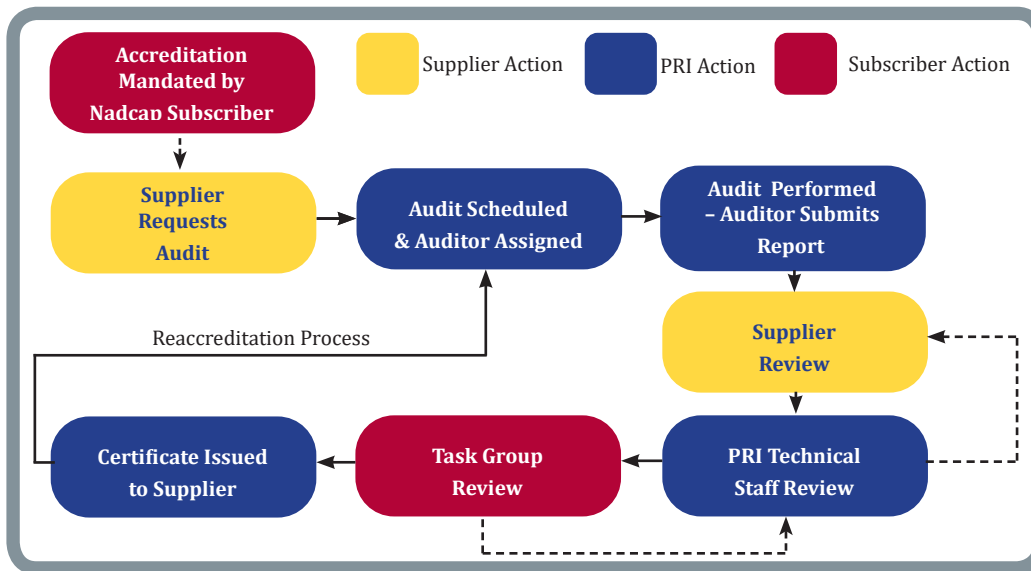 Accreditation
Mandated by
Nadcap Subscriber
Supplier Action
PRI Action
Subscriber Action
Supplier
Requests
Audit
Audit Scheduled
& Auditor Assigned
Audit Performed
– Auditor Submits
Report
Reaccreditation Process
Supplier
Review
Certificate Issued
to Supplier
Task Group
Review
PRI Technical
Staff Review